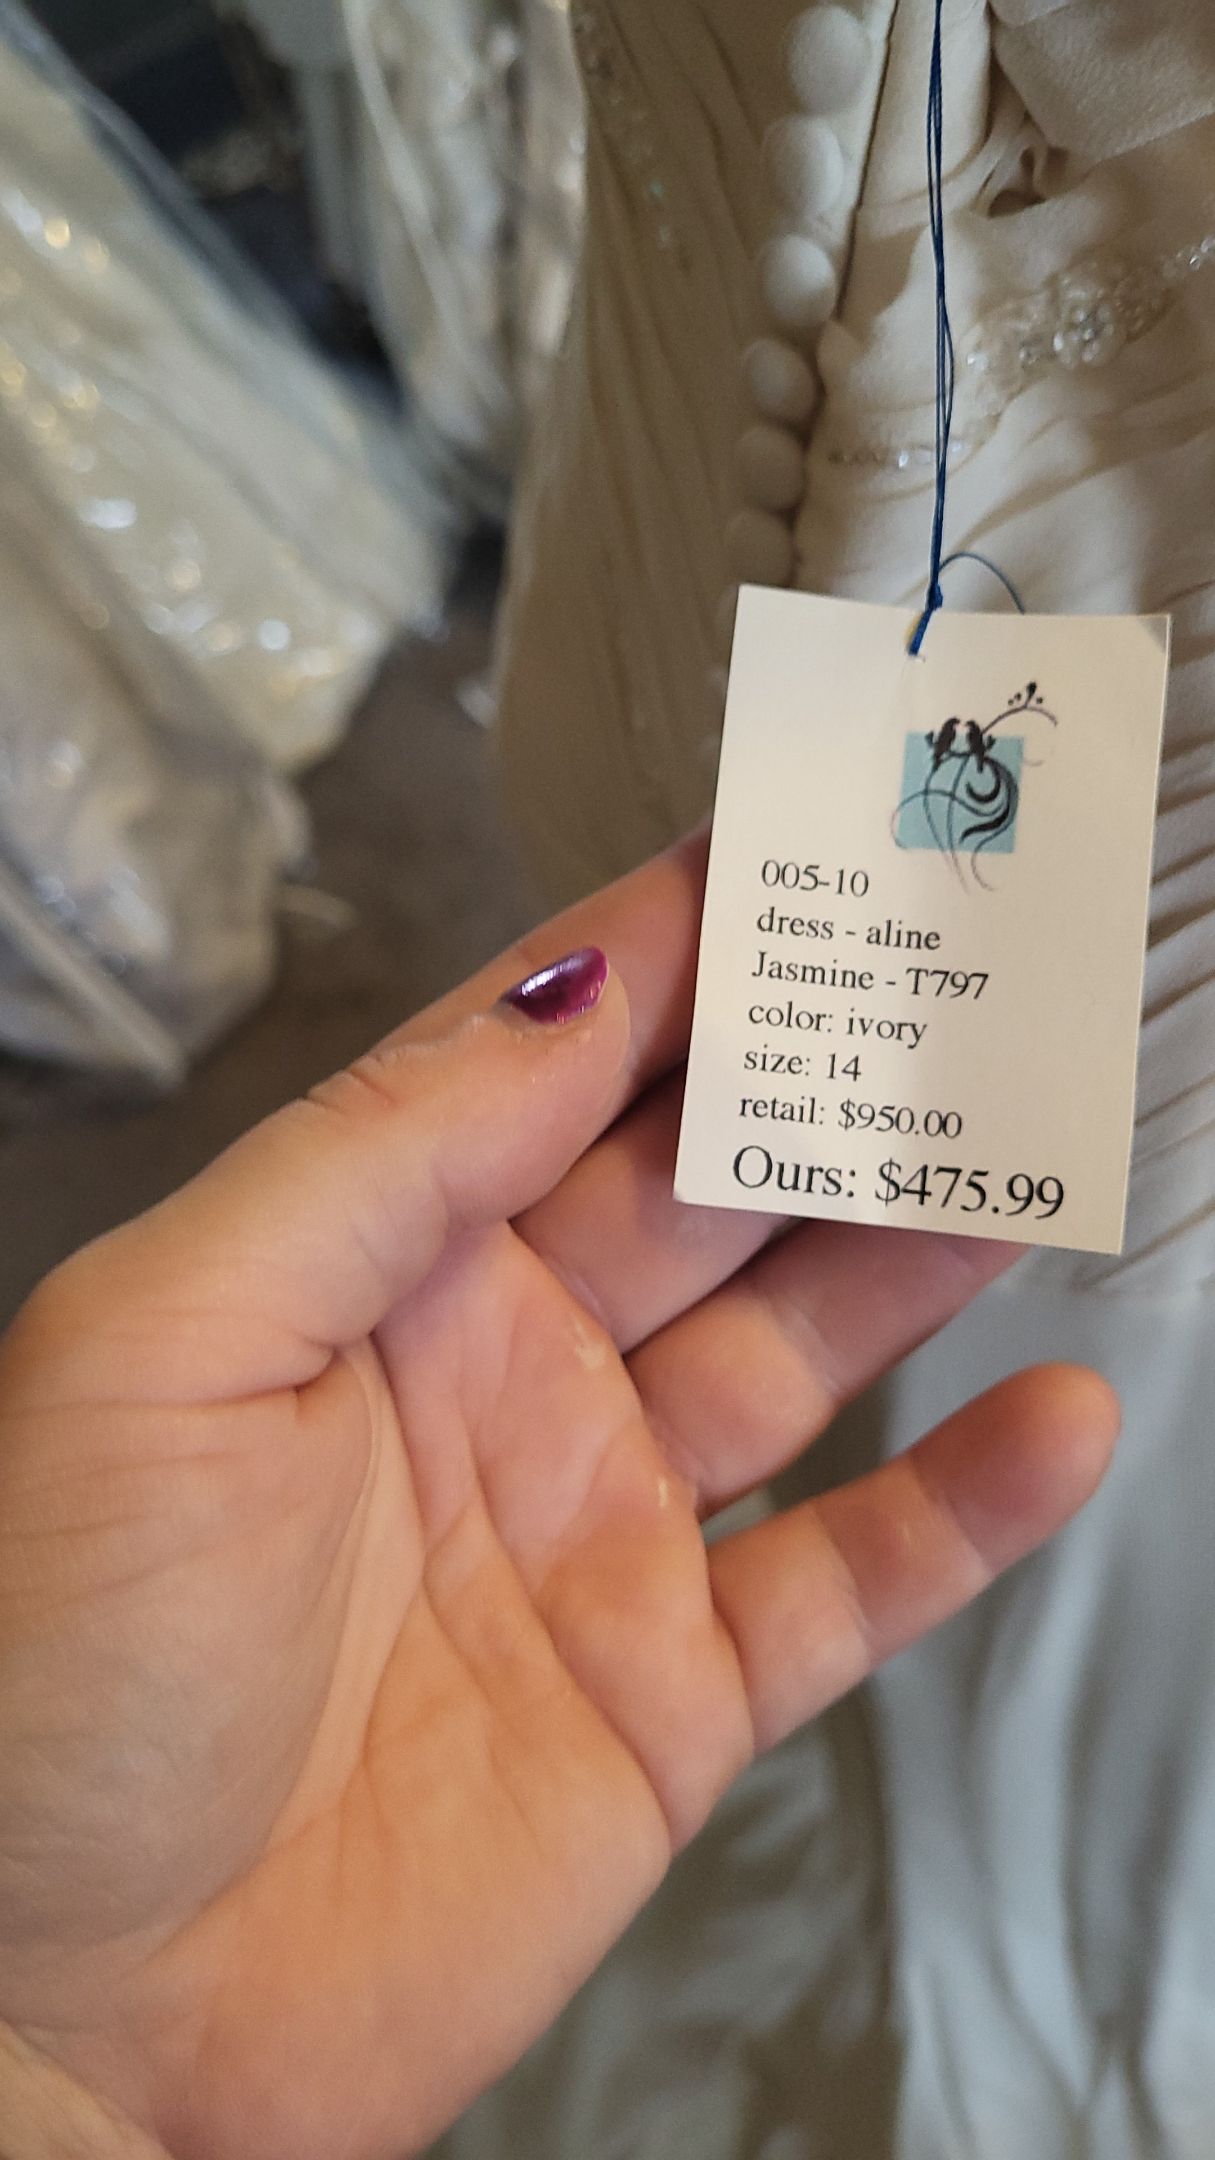 005-10
dress - aline
Jasmine - T797
color: ivory
size: 14
retail: $950.00
Ours: $475.99